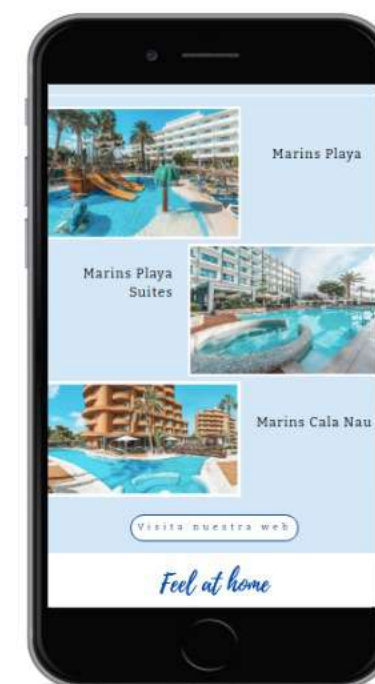 Marins Playa
Marins Playa
Suites
Marins Cala Nau
Visita nuestra web
Feel at home